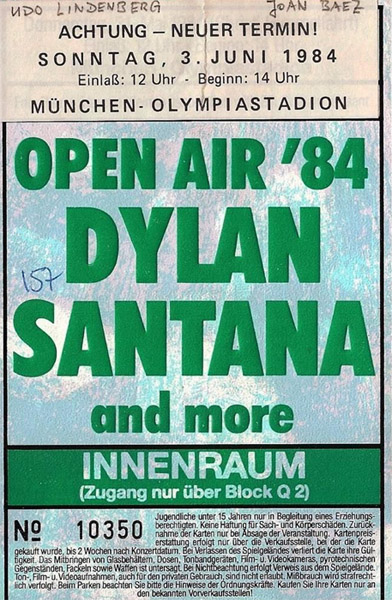 UDO LINDENBERG JOAN BAEZ
ACHTUNG – NEUER TERMIN!
SONNTAG, 3. JUNI 1984
Einlaß: 12 Uhr - Beginn: 14 Uhr
MÜNCHEN - OLYMPIASTADION
OPEN AIR '84
DYLAN
157
SANTANA
and more
INNENRAUM
(Zugang nur über Block Q 2)
Nº 10350
Jugendliche unter 15 Jahren nur in Begleitung eines Erziehungs-
berechtigten. Keine Haftung für Sach- und Körperschäden. Zurück-
nahme der Karten nur bei Absage der Veranstaltung. Kartenpreis-
erstattung erfolgt nur über die Verkaufsstelle, bei der die Karte
gekauft wurde, bis 2 Wochen nach Konzertdatum. Bei Verlassen des Spielgeländes verliert die Karte ihre Gül-
tigkeit. Das Mitbringen von Glasbehältern, Dosen, Tonbandgeräten, Film- u. Videokameras, pyrotechnischen
Gegenständen, Fackeln sowie Waffen ist untersagt. Bei Nichtbeachtung erfolgt Verweis aus dem Spielgelände.
Ton-, Film- u. Videoaufnahmen, auch für den privaten Gebrauch, sind nicht erlaubt. Mißbrauch wird strafrecht-
lich verfolgt. Beim Parken beachten Sie bitte die Hinweise der Ordnungskräfte. Kaufen Sie Ihre Karten nur an
den bekannten Vorverkaufsstellen!